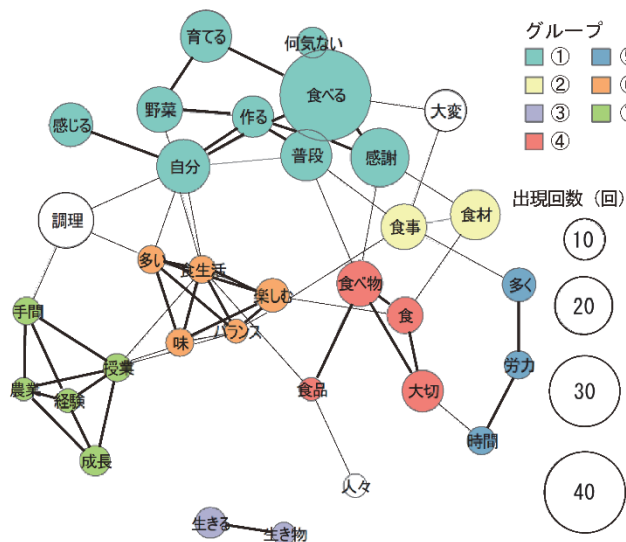 育てる
何気ない
食べる
野菜
作る
感じる
大変
自分
普段
感謝
調理
食事
食材
多い
食生活
楽しむ
食べ物
多く
手間
味
バランス
食
授業
農業
経験
食品
大切
労力
成長
時間
人々
生きる
生き物
グループ
①
②
③
④
出現回数（回）
10
20
30
40